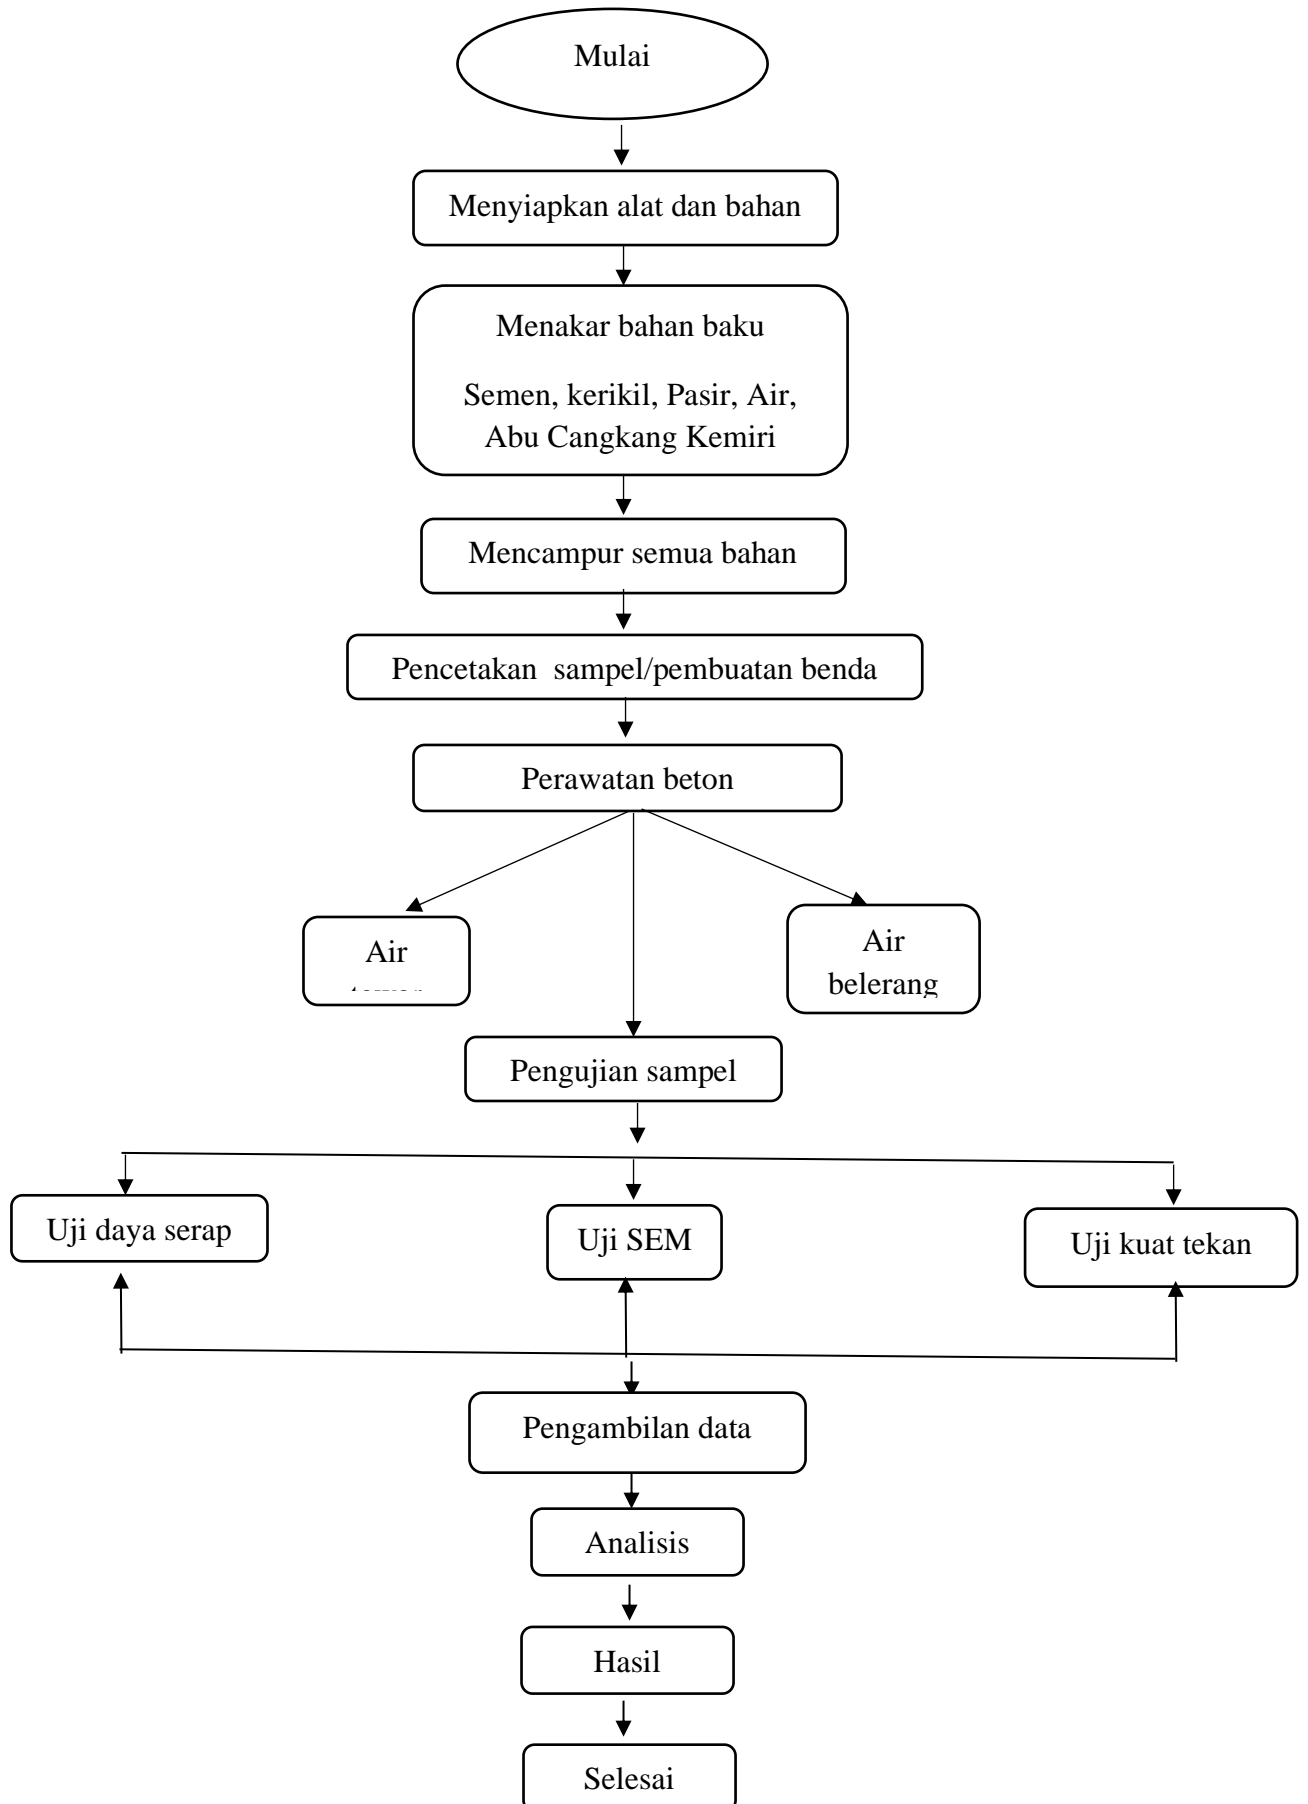 Mulai
Menyiapkan alat dan bahan
Menakar bahan baku
Semen, kerikil, Pasir, Air,
Abu Cangkang Kemiri
Mencampur semua bahan
Pencetakan  sampel/pembuatan benda
Perawatan beton
Air
Air
belerang
Pengujian sampel
Uji daya serap
Uji SEM
Uji kuat tekan
Pengambilan data
Analisis
Hasil
Selesai